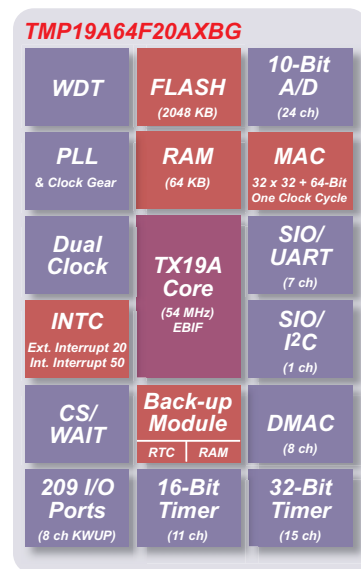 TMP19A64F20AXBG
WDT
FLASH
(2048 KB)
10-Bit
A/D
(24 ch)
PLL
& Clock Gear
RAM
(64 KB)
MAC
32 x 32 + 64-Bit
One Clock Cycle
Dual
Clock
TX19A
Core
(54 MHz)
EBIF
SIO/
UART
(7 ch)
INTC
Ext. Interrupt 20
Int. Interrupt 50
SIO/
I²C
(1 ch)
CS/
WAIT
Back-up
Module
RTC
RAM
DMAC
(8 ch)
209 I/O
Ports
(8 ch KWUP)
16-Bit
Timer
(11 ch)
32-Bit
Timer
(15 ch)